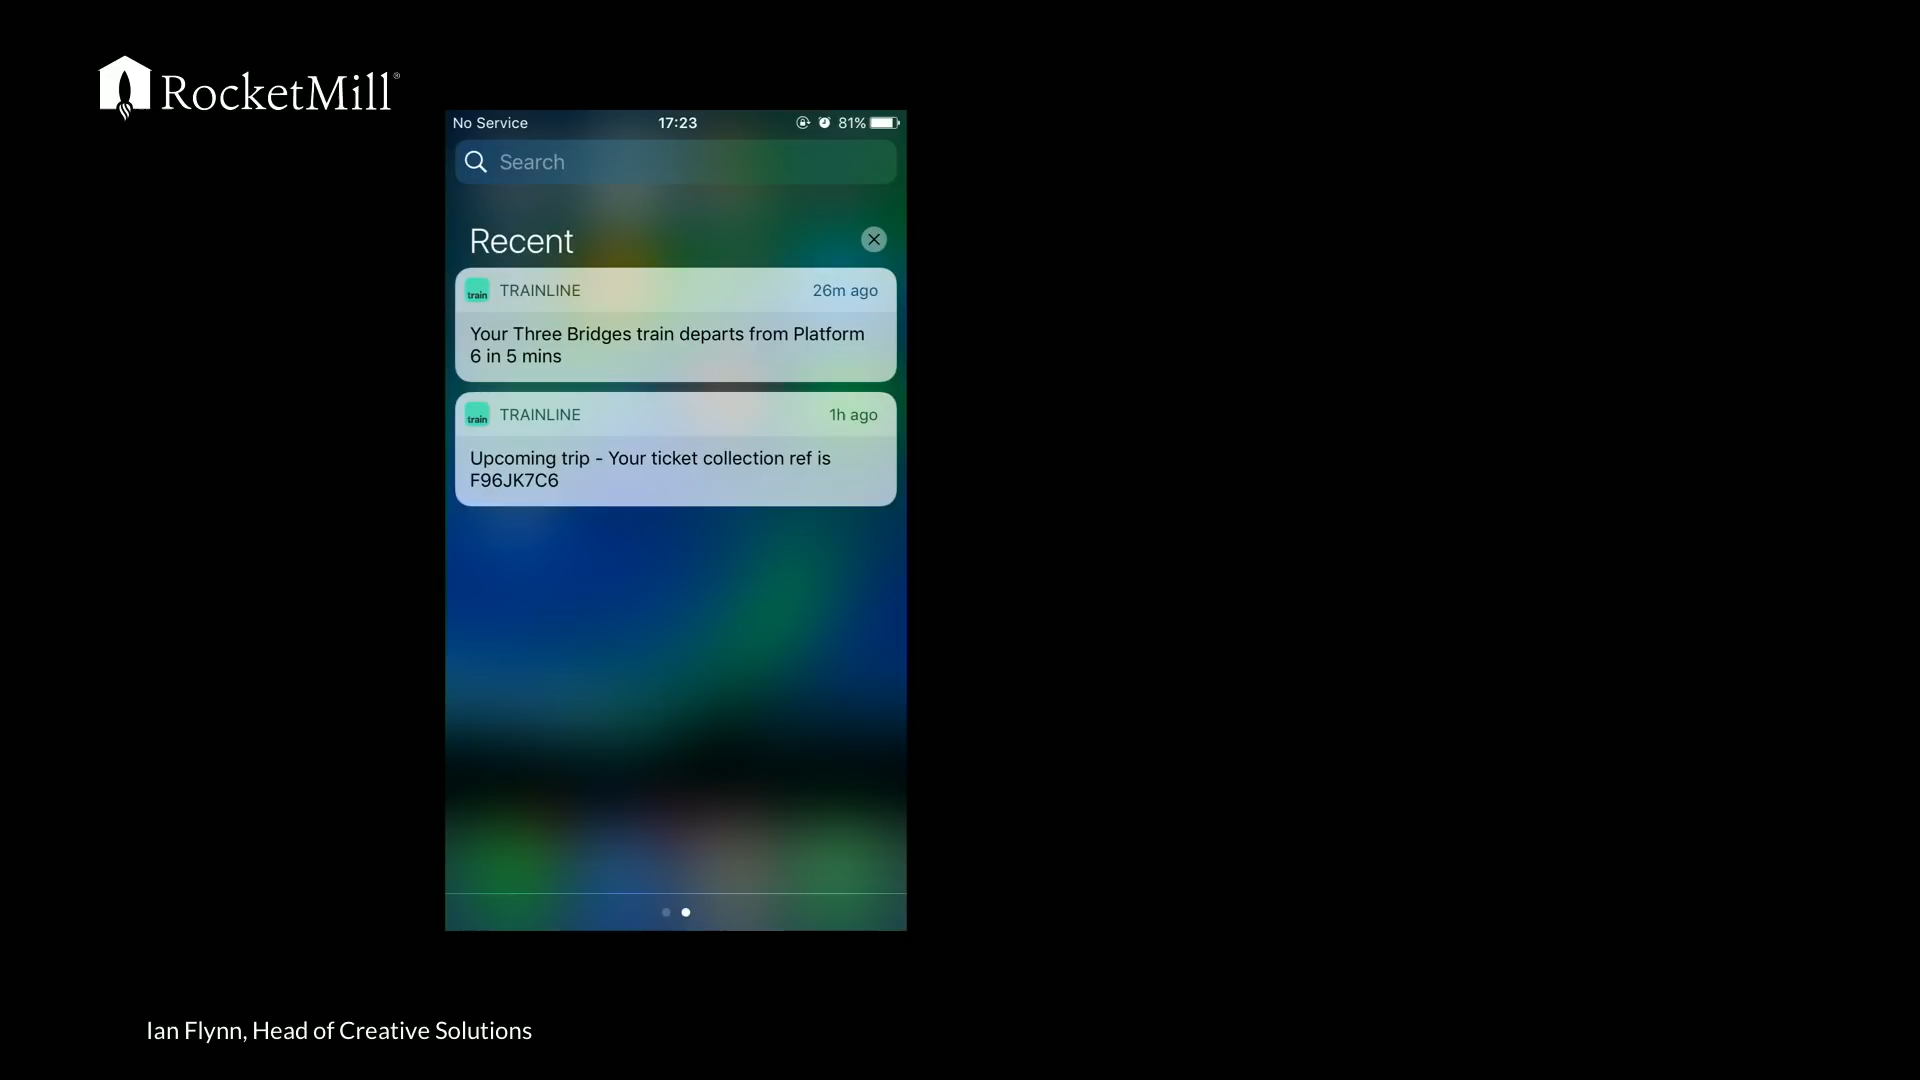 RocketMill®
No Service 17:23 81%
Search
Recent
train TRAINLINE 26m ago
Your Three Bridges train departs from Platform
6 in 5 mins
train TRAINLINE 1h ago
Upcoming trip - Your ticket collection ref is
F96JK7C6
Ian Flynn, Head of Creative Solutions